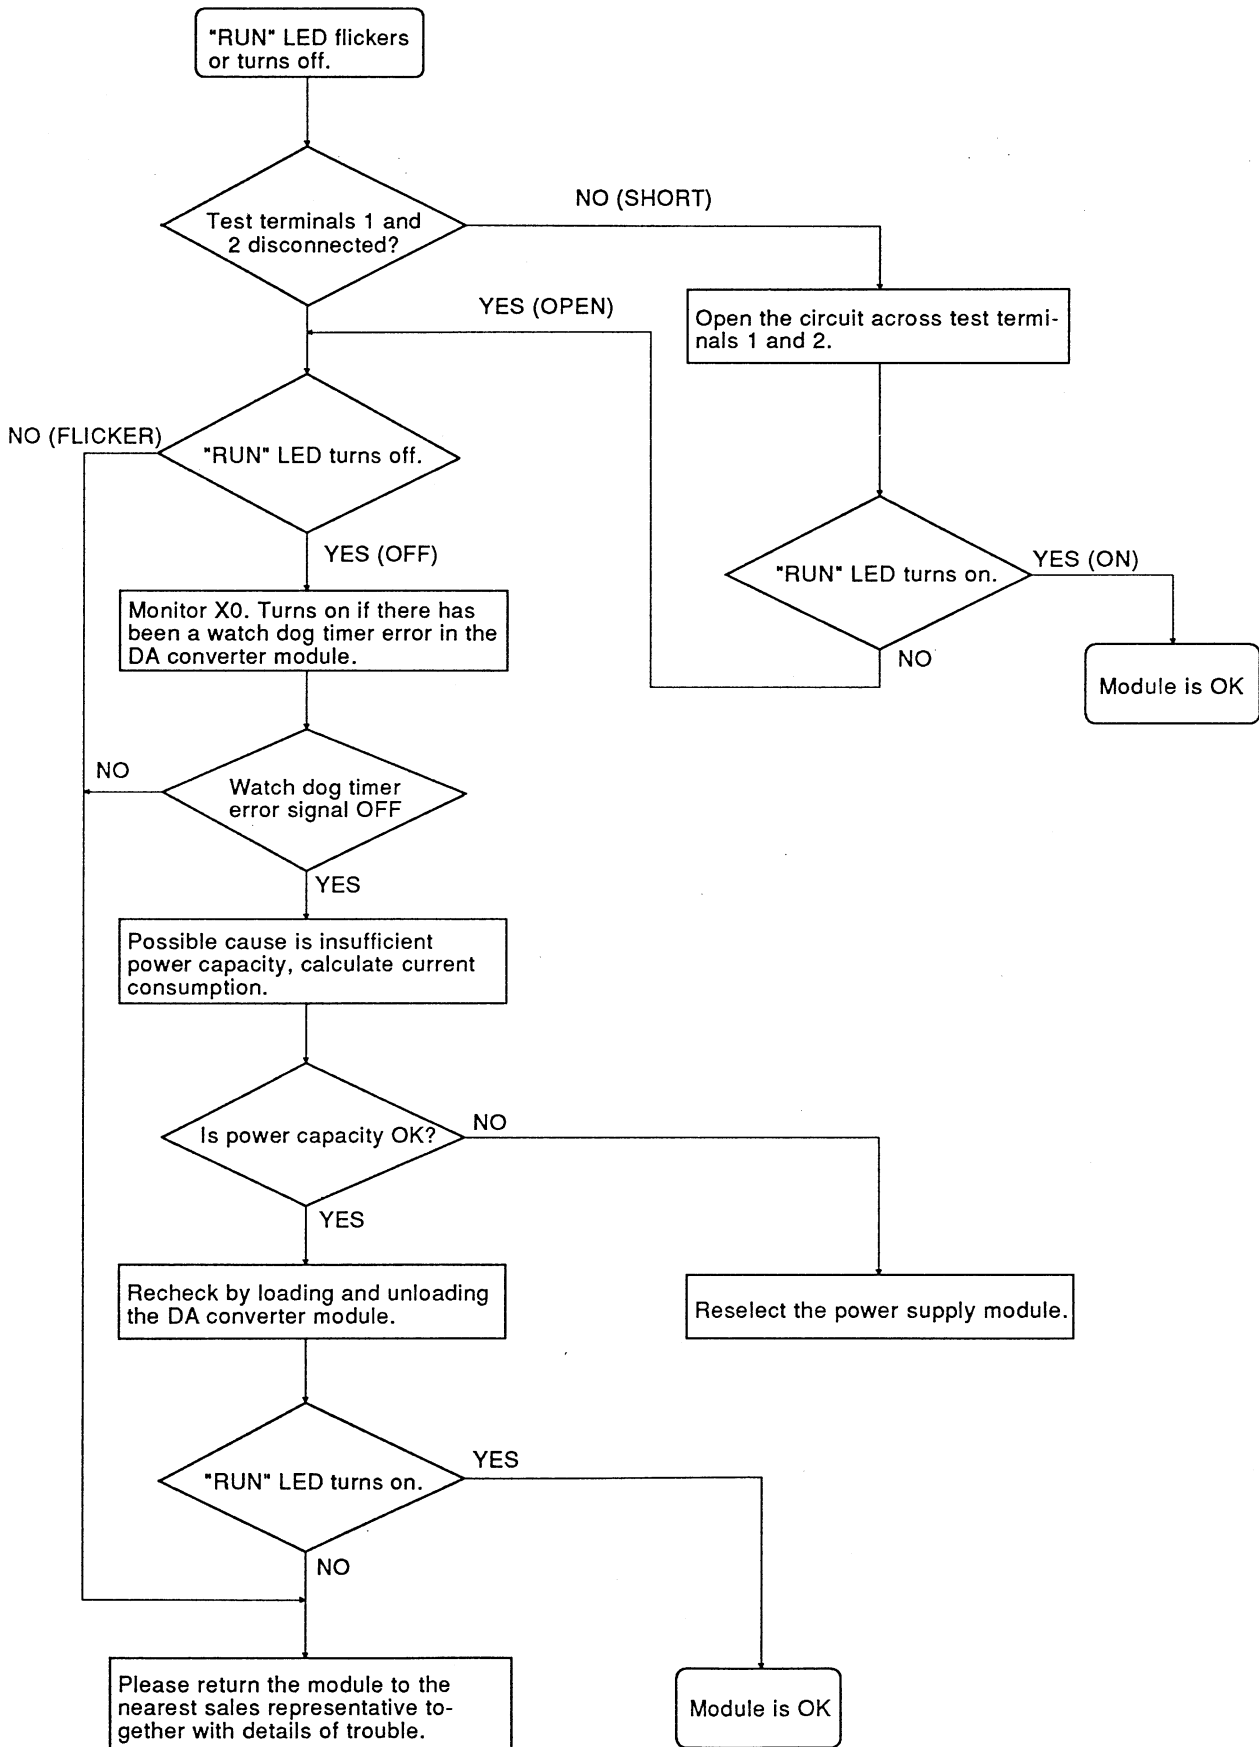 "RUN" LED flickers
or turns off.
Test terminals 1 and
2 disconnected?
NO (SHORT)
YES (OPEN)
Open the circuit across test termi-
nals 1 and 2.
NO (FLICKER)
"RUN" LED turns off.
YES (OFF)
"RUN" LED turns on.
YES (ON)
NO
Module is OK
Monitor X0. Turns on if there has
been a watch dog timer error in the
DA converter module.
NO
Watch dog timer
error signal OFF
YES
Possible cause is insufficient
power capacity, calculate current
consumption.
Is power capacity OK?
NO
YES
Recheck by loading and unloading
the DA converter module.
Reselect the power supply module.
"RUN" LED turns on.
YES
NO
Please return the module to the
nearest sales representative to-
gether with details of trouble.
Module is OK